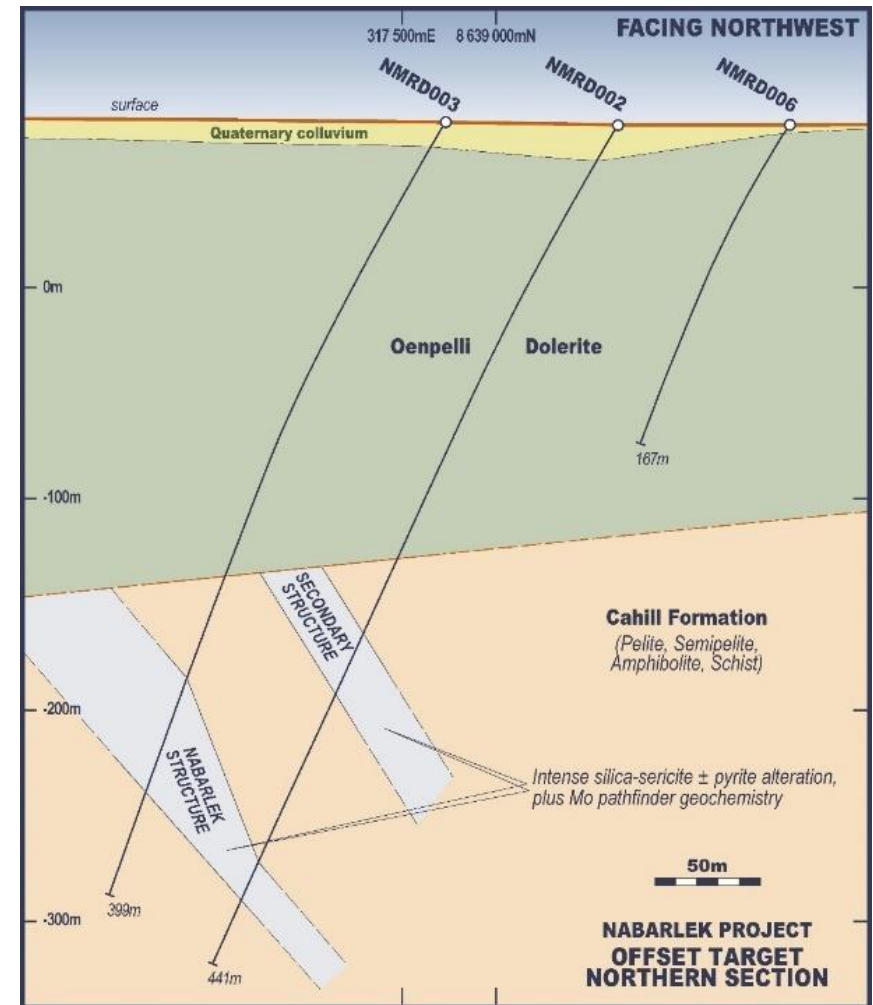 317 500mE 8 639 000mN
FACING NORTHWEST
NMRD003
NMRD002
NMRD006
surface
Quaternary colluvium
0m
Oenpelli Dolerite
167m
-100m
SECONDARY
STRUCTURE
Cahill Formation
(Pelite, Semipelite,
Amphibolite, Schist)
-200m
NABARLEK
STRUCTURE
Intense silica-sericite ± pyrite alteration,
plus Mo pathfinder geochemistry
50m
399m
-300m
441m
NABARLEK PROJECT
OFFSET TARGET
NORTHERN SECTION